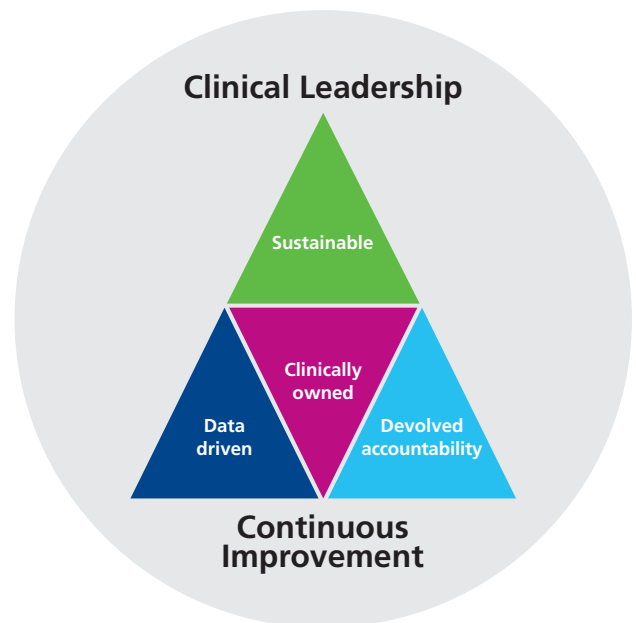 Clinical Leadership
Sustainable
Clinically
owned
Data
driven
Devolved
accountability
Continuous
Improvement